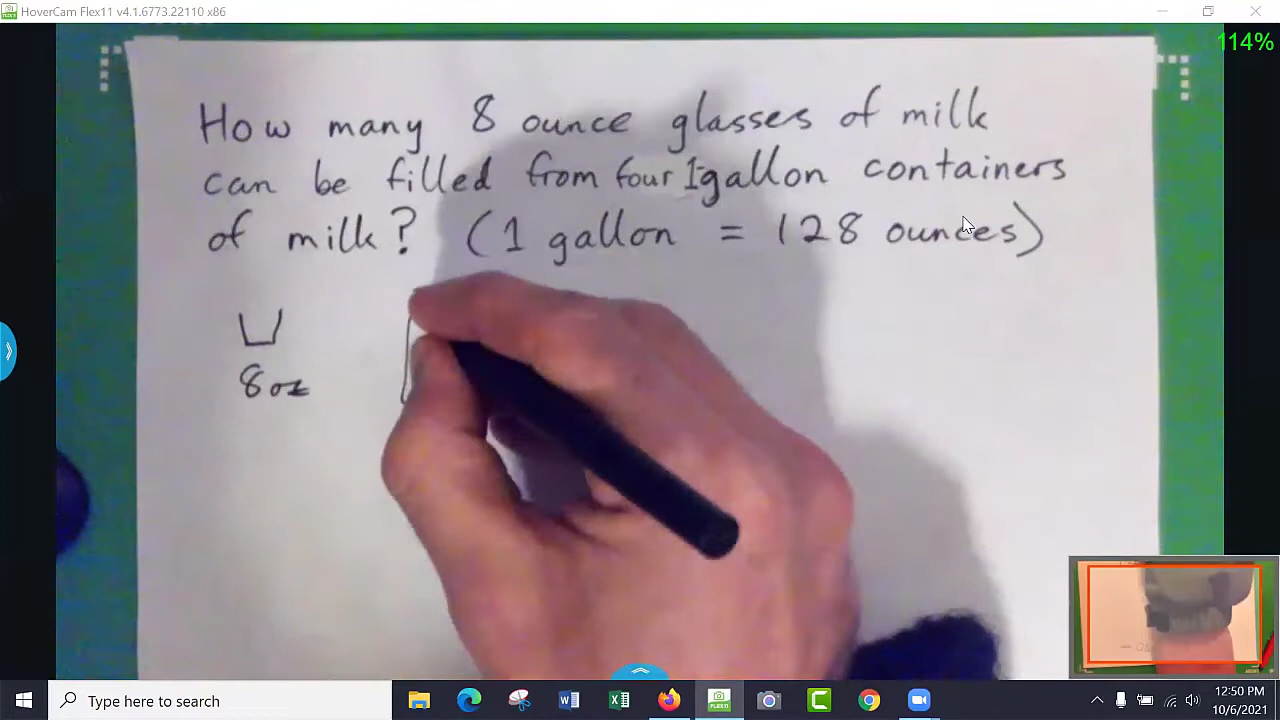 HoverCam Flex11 v4.1.6773.22110 x86
114%
How many 8 ounce glasses of milk
can be filled from four 1-gallon containers
of milk? (1 gallon = 128 ounces)
8oz
Type here to search
12:50 PM
10/6/2021